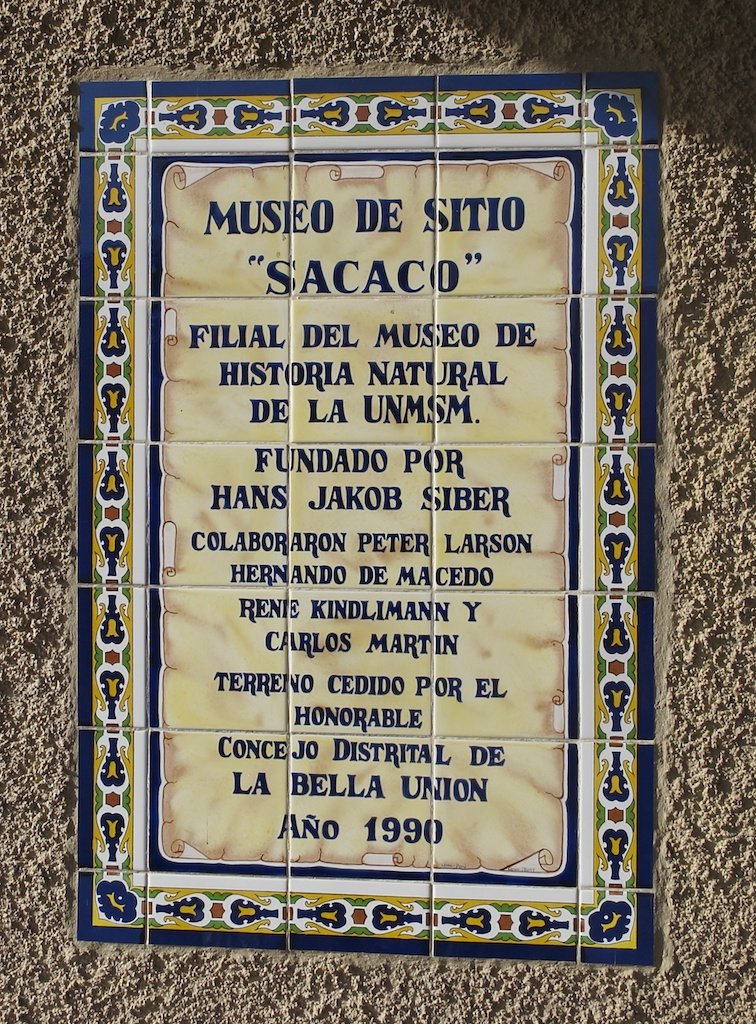 MUSEO DE SITIO
"SACACO"
FILIAL DEL MUSEO DE
HISTORIA NATURAL
DE LA UNMSM.
FUNDADO POR
HANS JAKOB SIBER
COLABORARON PETER LARSON
HERNANDO DE MACEDO
RENE KINDLIMANN Y
CARLOS MARTIN
TERRENO CEDIDO POR EL
HONORABLE
CONCEJO DISTRITAL DE
LA BELLA UNION
AÑO 1990